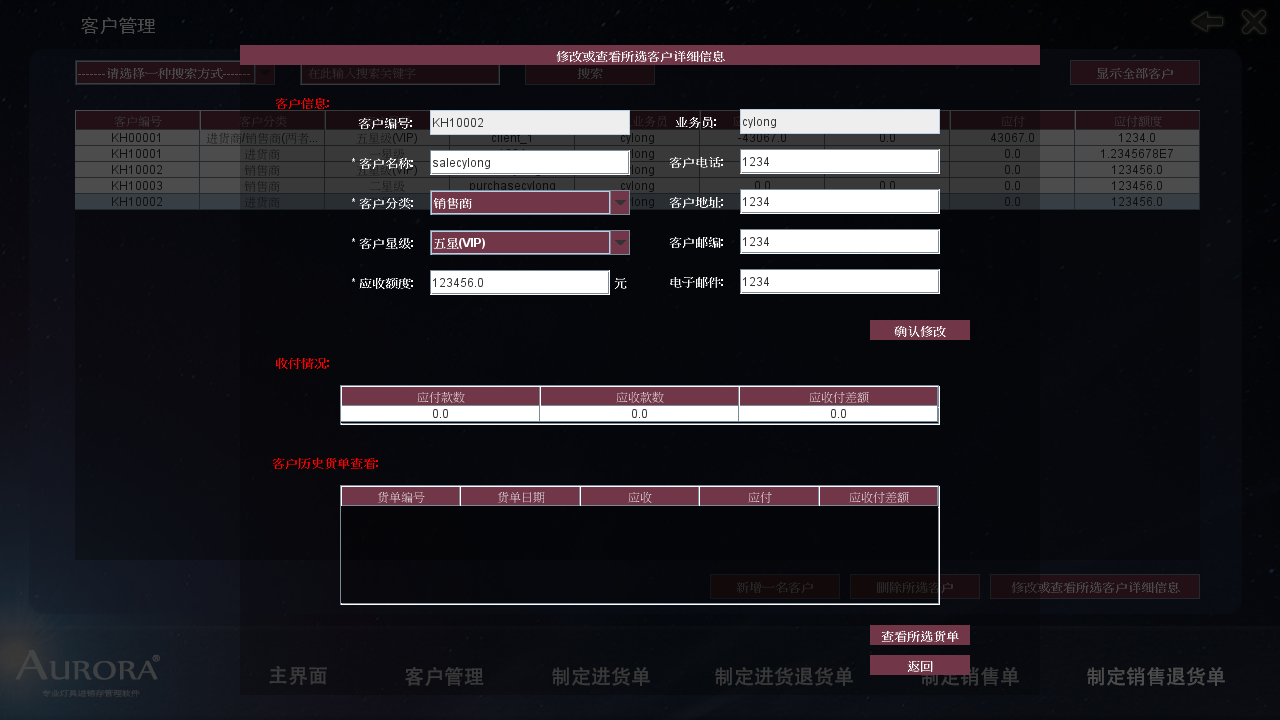 客户管理
修改或查看所选客户详细信息
-------请选择一种搜索方式-------
在此输入搜索关键字
搜索
显示全部客户
客户信息:
客户编号: KH10002 业务员: cylong
* 客户名称: salecylong 客户电话: 1234
* 客户分类: 销售商 客户地址: 1234
* 客户星级: 五星(VIP) 客户邮编: 1234
* 应收额度: 123456.0 元 电子邮件: 1234
确认修改
客户编号 客户分类 业务员 应付 应付额度
KH00001 进货商/销售商(两者... 五星级(VIP) client_1 cylong -43067.0 0.0 43067.0 1234.0
KH10001 进货商 0.0 1.2345678E7
KH10002 销售商 0.0 123456.0
KH10003 销售商 二星级 purchasecylong cylong 0.0 0.0 0.0 123456.0
KH10002 进货商 0.0 123456.0
收付情况:
应付款数 应收款数 应收付差额
0.0 0.0 0.0
客户历史货单查看:
货单编号 货单日期 应收 应付 应收付差额
新增一名客户 删除所选客户 修改或查看所选客户详细信息
查看所选货单
返回
AURORA®
专业灯具进销存管理软件
主界面 客户管理 制定进货单 制定进货退货单 制定销售单 制定销售退货单